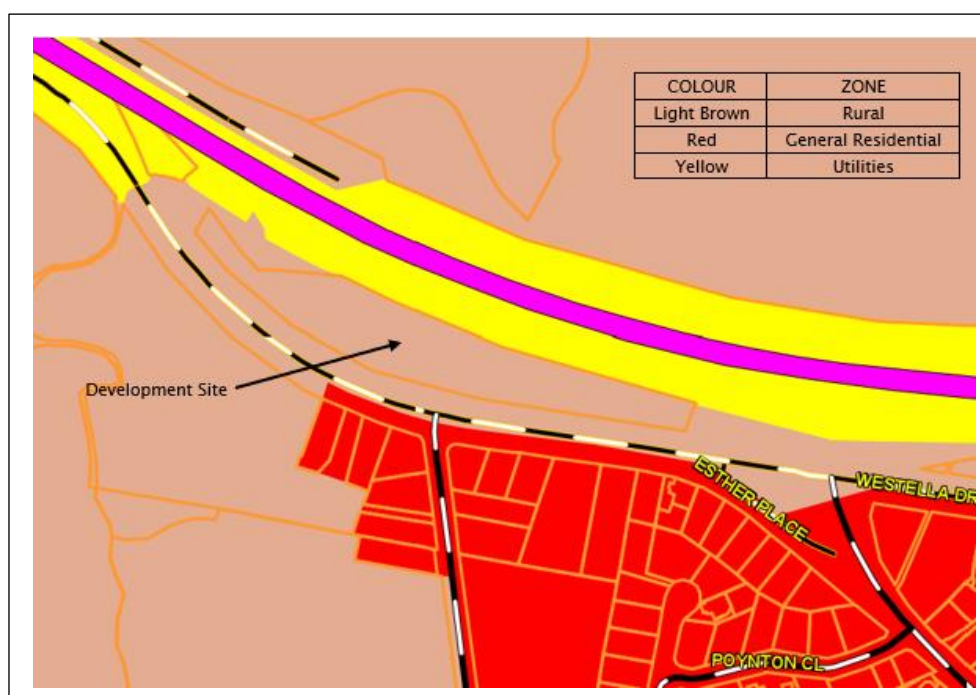 COLOUR ZONE
Light Brown Rural
Red General Residential
Yellow Utilities
Development Site
ESTHER PLACE
WESTELLA DR
POYNTON CL